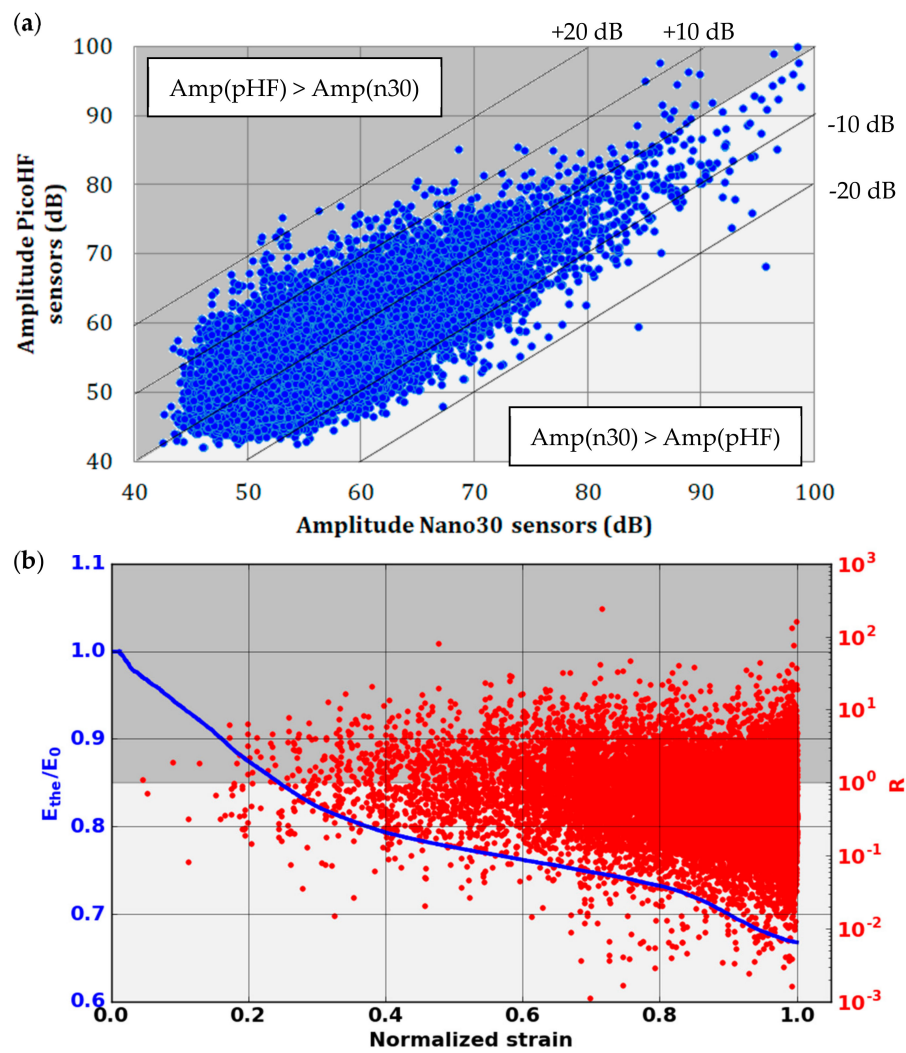 (a)
+20 dB
+10 dB
100
90
80
70
60
50
40
Amplitude PicoHF
sensors (dB)
Amp(pHF) > Amp(n30)
-10 dB
-20 dB
Amp(n30) > Amp(pHF)
40
50
60
70
80
90
100
Amplitude Nano30 sensors (dB)
(b)
1.1
1.0
0.9
0.8
0.7
0.6
Ethe/E0
10³
10²
10¹
10⁰
10⁻¹
10⁻²
10⁻³
R
0.0
0.2
0.4
0.6
0.8
1.0
Normalized strain